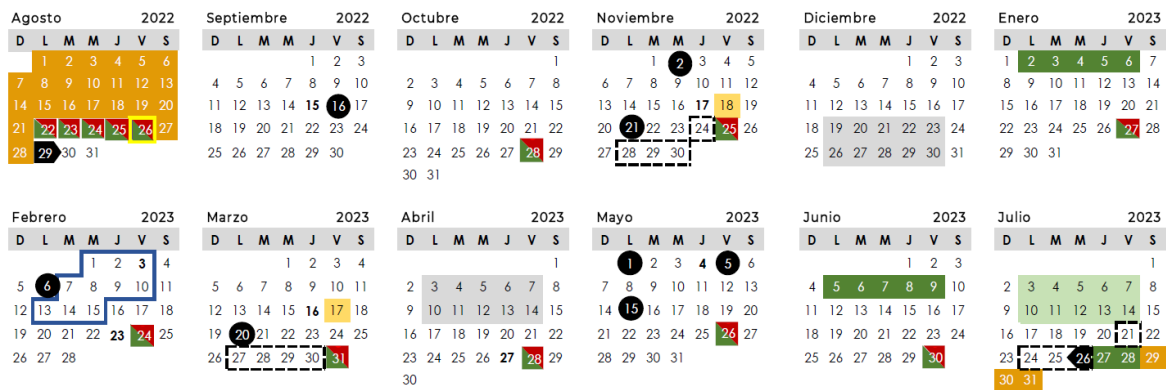 Agosto 2022
D L M M J V S
1 2 3 4 5 6
7 8 9 10 11 12 13
14 15 16 17 18 19 20
21 22 23 24 25 26 27
28 29 30 31
Septiembre 2022
D L M M J V S
1 2 3
4 5 6 7 8 9 10
11 12 13 14 15 16 17
18 19 20 21 22 23 24
25 26 27 28 29 30
Octubre 2022
D L M M J V S
1
2 3 4 5 6 7 8
9 10 11 12 13 14 15
16 17 18 19 20 21 22
23 24 25 26 27 28 29
30 31
Noviembre 2022
D L M M J V S
1 2 3 4 5
6 7 8 9 10 11 12
13 14 15 16 17 18 19
20 21 22 23 24 25 26
27 28 29 30
Diciembre 2022
D L M M J V S
1 2 3
4 5 6 7 8 9 10
11 12 13 14 15 16 17
18 19 20 21 22 23 24
25 26 27 28 29 30 31
Enero 2023
D L M M J V S
1 2 3 4 5 6 7
8 9 10 11 12 13 14
15 16 17 18 19 20 21
22 23 24 25 26 27 28
29 30 31
Febrero 2023
D L M M J V S
1 2 3 4
5 6 7 8 9 10 11
12 13 14 15 16 17 18
19 20 21 22 23 24 25
26 27 28
Marzo 2023
D L M M J V S
1 2 3 4
5 6 7 8 9 10 11
12 13 14 15 16 17 18
19 20 21 22 23 24 25
26 27 28 29 30 31
Abril 2023
D L M M J V S
1
2 3 4 5 6 7 8
9 10 11 12 13 14 15
16 17 18 19 20 21 22
23 24 25 26 27 28 29
30
Mayo 2023
D L M M J V S
1 2 3 4 5 6
7 8 9 10 11 12 13
14 15 16 17 18 19 20
21 22 23 24 25 26 27
28 29 30 31
Junio 2023
D L M M J V S
1 2 3
4 5 6 7 8 9 10
11 12 13 14 15 16 17
18 19 20 21 22 23 24
25 26 27 28 29 30
Julio 2023
D L M M J V S
1
2 3 4 5 6 7 8
9 10 11 12 13 14 15
16 17 18 19 20 21 22
23 24 25 26 27 28 29
30 31